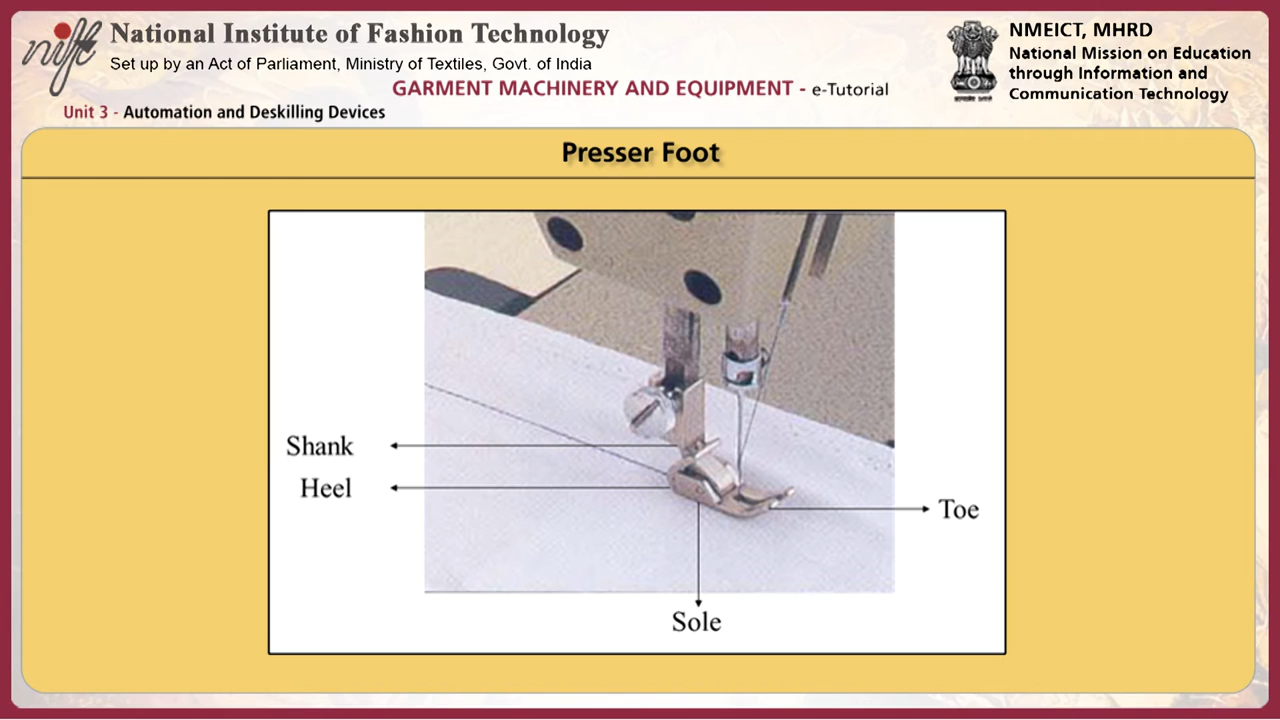 nift
National Institute of Fashion Technology
Set up by an Act of Parliament, Ministry of Textiles, Govt. of India
NMEICT, MHRD
National Mission on Education
through Information and
Communication Technology
GARMENT MACHINERY AND EQUIPMENT - e-Tutorial
Unit 3 - Automation and Deskilling Devices
Presser Foot
Shank
Heel
Toe
Sole